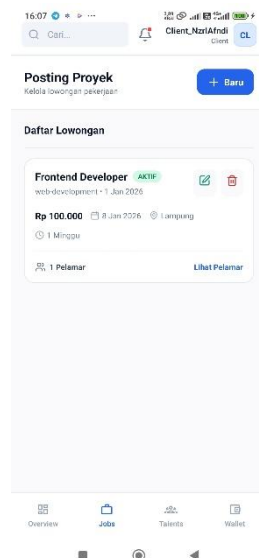 16:07
Cari...
Client_NzrlAfndi
Client
CL
Posting Proyek
Kelola lowongan pekerjaan
+ Baru
Daftar Lowongan
Frontend Developer AKTIF
web-development • 1 Jan 2026
Rp 100.000 8 Jan 2026 Lampung
1 Minggu
1 Pelamar Lihat Pelamar
Overview Jobs Talents Wallet